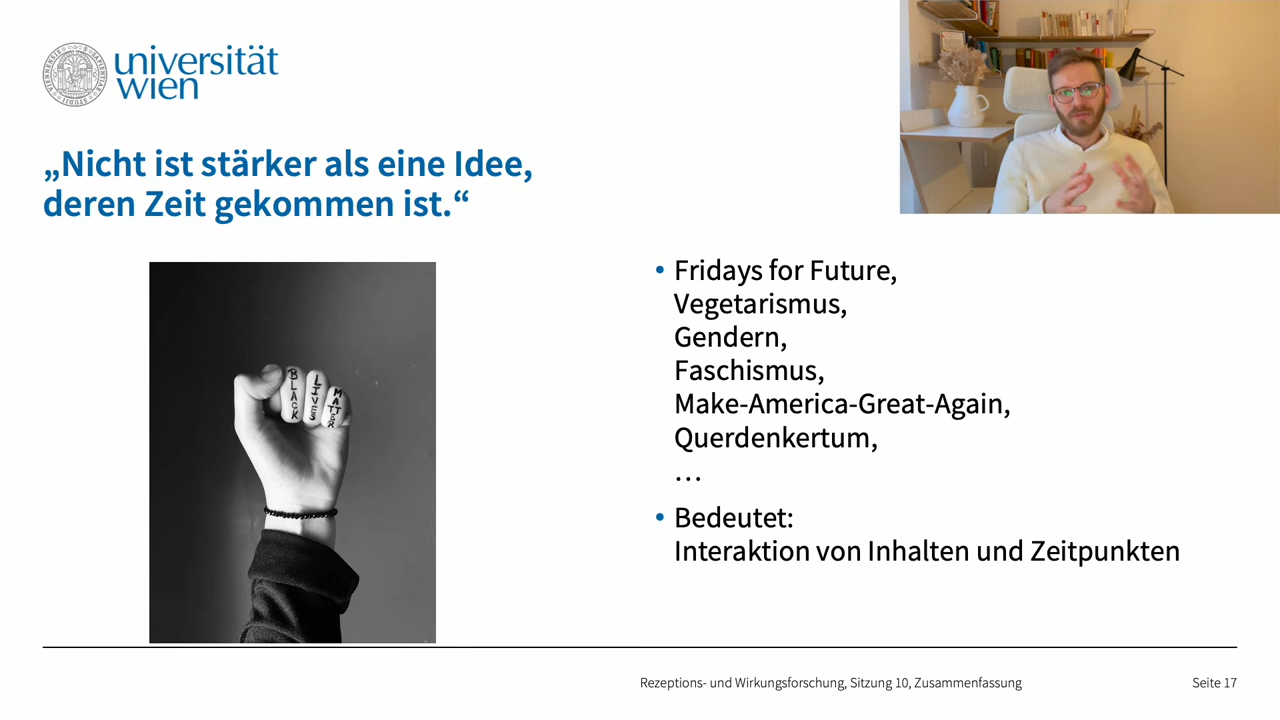 universität
wien
„Nicht ist stärker als eine Idee,
deren Zeit gekommen ist.“
BLACK
LIVES
MATTER
• Fridays for Future,
Vegetarismus,
Gendern,
Faschismus,
Make-America-Great-Again,
Querdenkertum,
…
• Bedeutet:
Interaktion von Inhalten und Zeitpunkten
Rezeptions- und Wirkungsforschung, Sitzung 10, Zusammenfassung
Seite 17